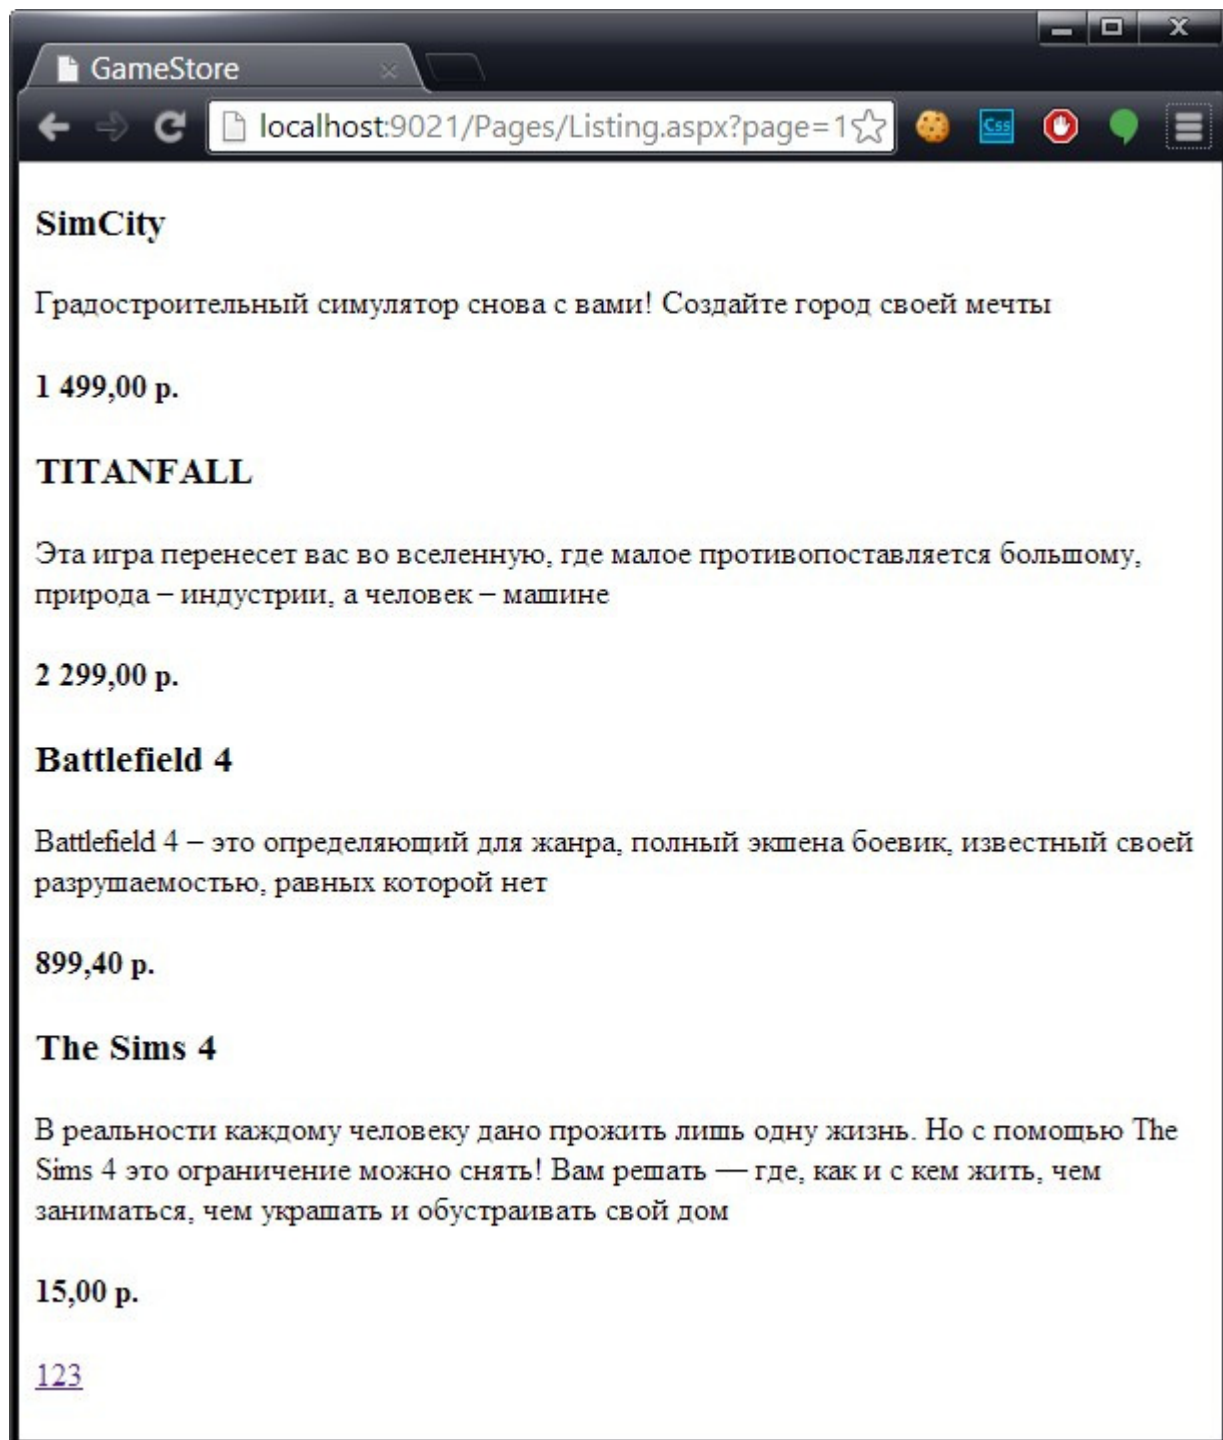 GameStore
localhost:9021/Pages/Listing.aspx?page=1
Css
SimCity
Градостроительный симулятор снова с вами! Создайте город своей мечты
1 499,00 р.
TITANFALL
Эта игра перенесет вас во вселенную, где малое противопоставляется большому,
природа – индустрии, а человек – машине
2 299,00 р.
Battlefield 4
Battlefield 4 – это определяющий для жанра, полный экшена боевик, известный своей
разрушаемостью, равных которой нет
899,40 р.
The Sims 4
В реальности каждому человеку дано прожить лишь одну жизнь. Но с помощью The
Sims 4 это ограничение можно снять! Вам решать — где, как и с кем жить, чем
заниматься, чем украшать и обустраивать свой дом
15,00 р.
123